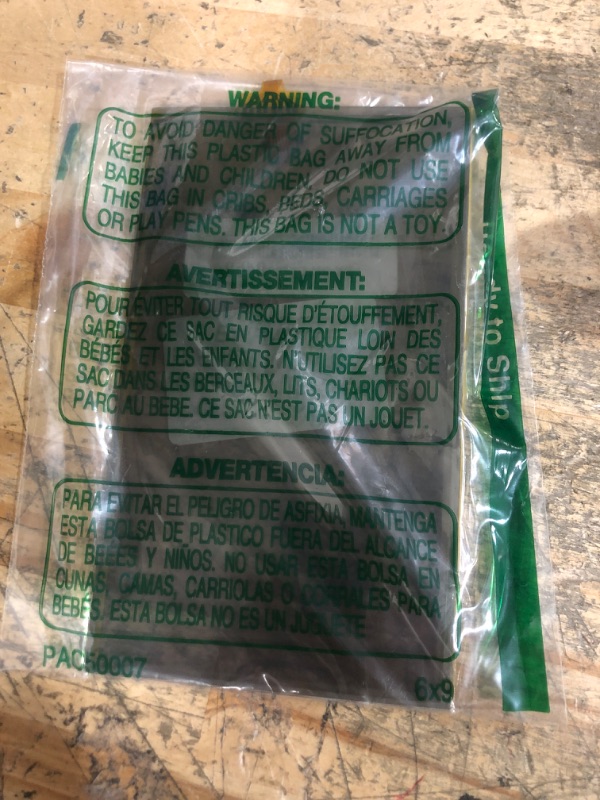 WARNING:
TO AVOID DANGER OF SUFFOCATION,
KEEP THIS PLASTIC BAG AWAY FROM
BABIES AND CHILDREN. DO NOT USE
THIS BAG IN CRIBS, BEDS, CARRIAGES
OR PLAY PENS. THIS BAG IS NOT A TOY.
AVERTISSEMENT:
POUR ÉVITER TOUT RISQUE D'ÉTOUFFEMENT,
GARDEZ CE SAC EN PLASTIQUE LOIN DES
BÉBÉS ET LES ENFANTS. N'UTILISEZ PAS CE
SAC DANS LES BERCEAUX, LITS, CHARIOTS OU
PARC AU BEBE. CE SAC N'EST PAS UN JOUET.
ADVERTENCIA:
PARA EVITAR EL PELIGRO DE ASFIXIA, MANTENGA
ESTA BOLSA DE PLASTICO FUERA DEL ALCANCE
DE BEBES Y NIÑOS. NO USAR ESTA BOLSA EN
CUNAS, CAMAS, CARRIOLAS O CORRALES PARA
BEBÉS. ESTA BOLSA NO ES UN JUGUETE
PAC60007
6x9
to Ship